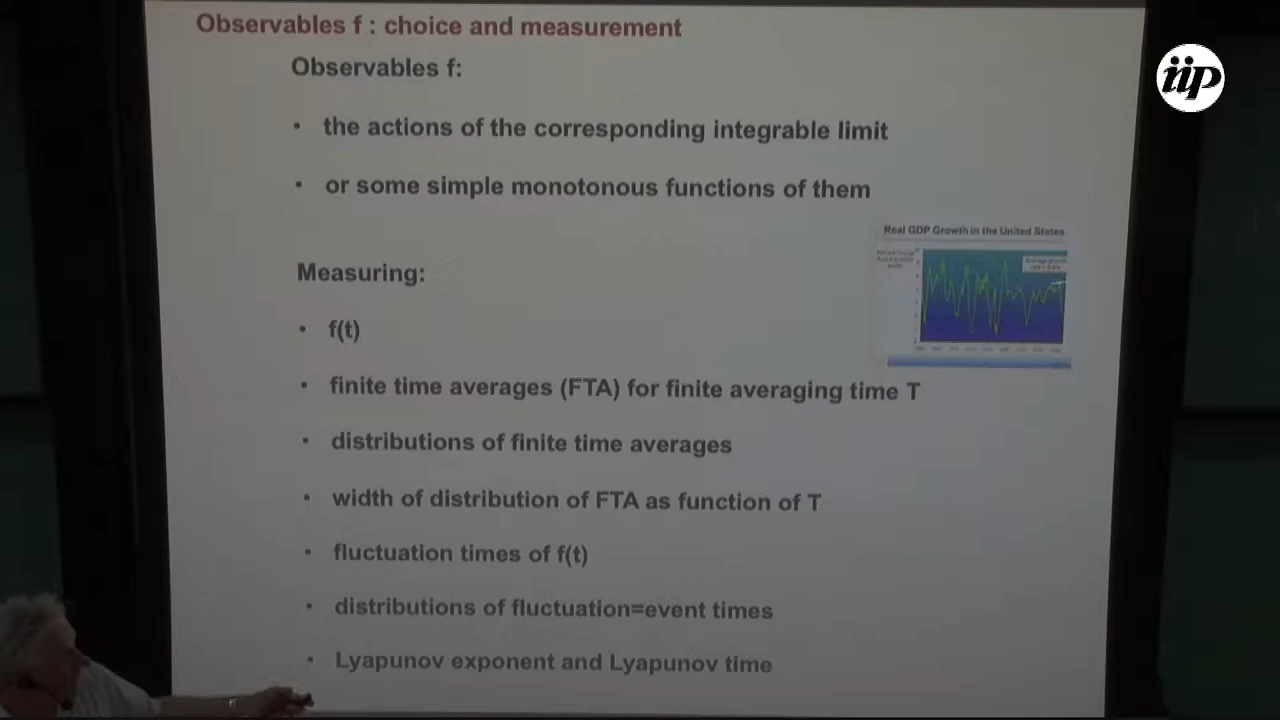 Observables f : choice and measurement
iip
Observables f:
• the actions of the corresponding integrable limit
• or some simple monotonous functions of them
Real GDP Growth in the United States
Measuring:
• f(t)
• finite time averages (FTA) for finite averaging time T
• distributions of finite time averages
• width of distribution of FTA as function of T
• fluctuation times of f(t)
• distributions of fluctuation=event times
• Lyapunov exponent and Lyapunov time